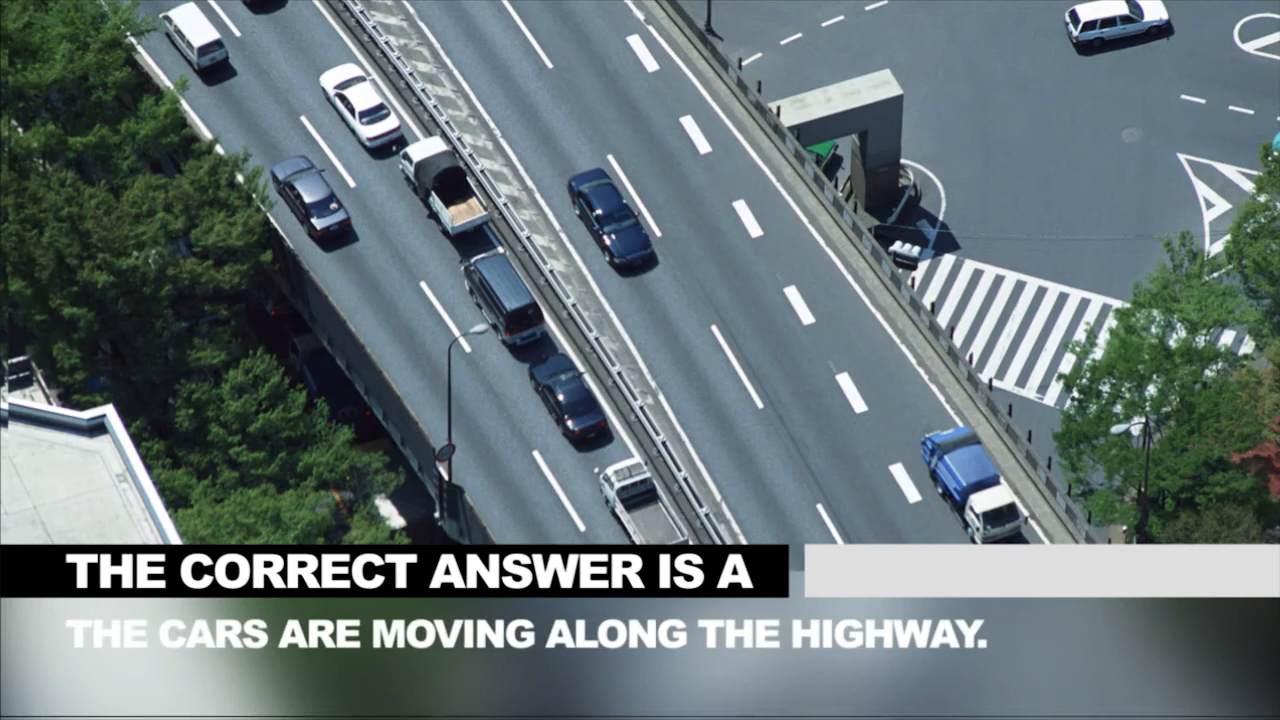 THE CORRECT ANSWER IS A
THE CARS ARE MOVING ALONG THE HIGHWAY.